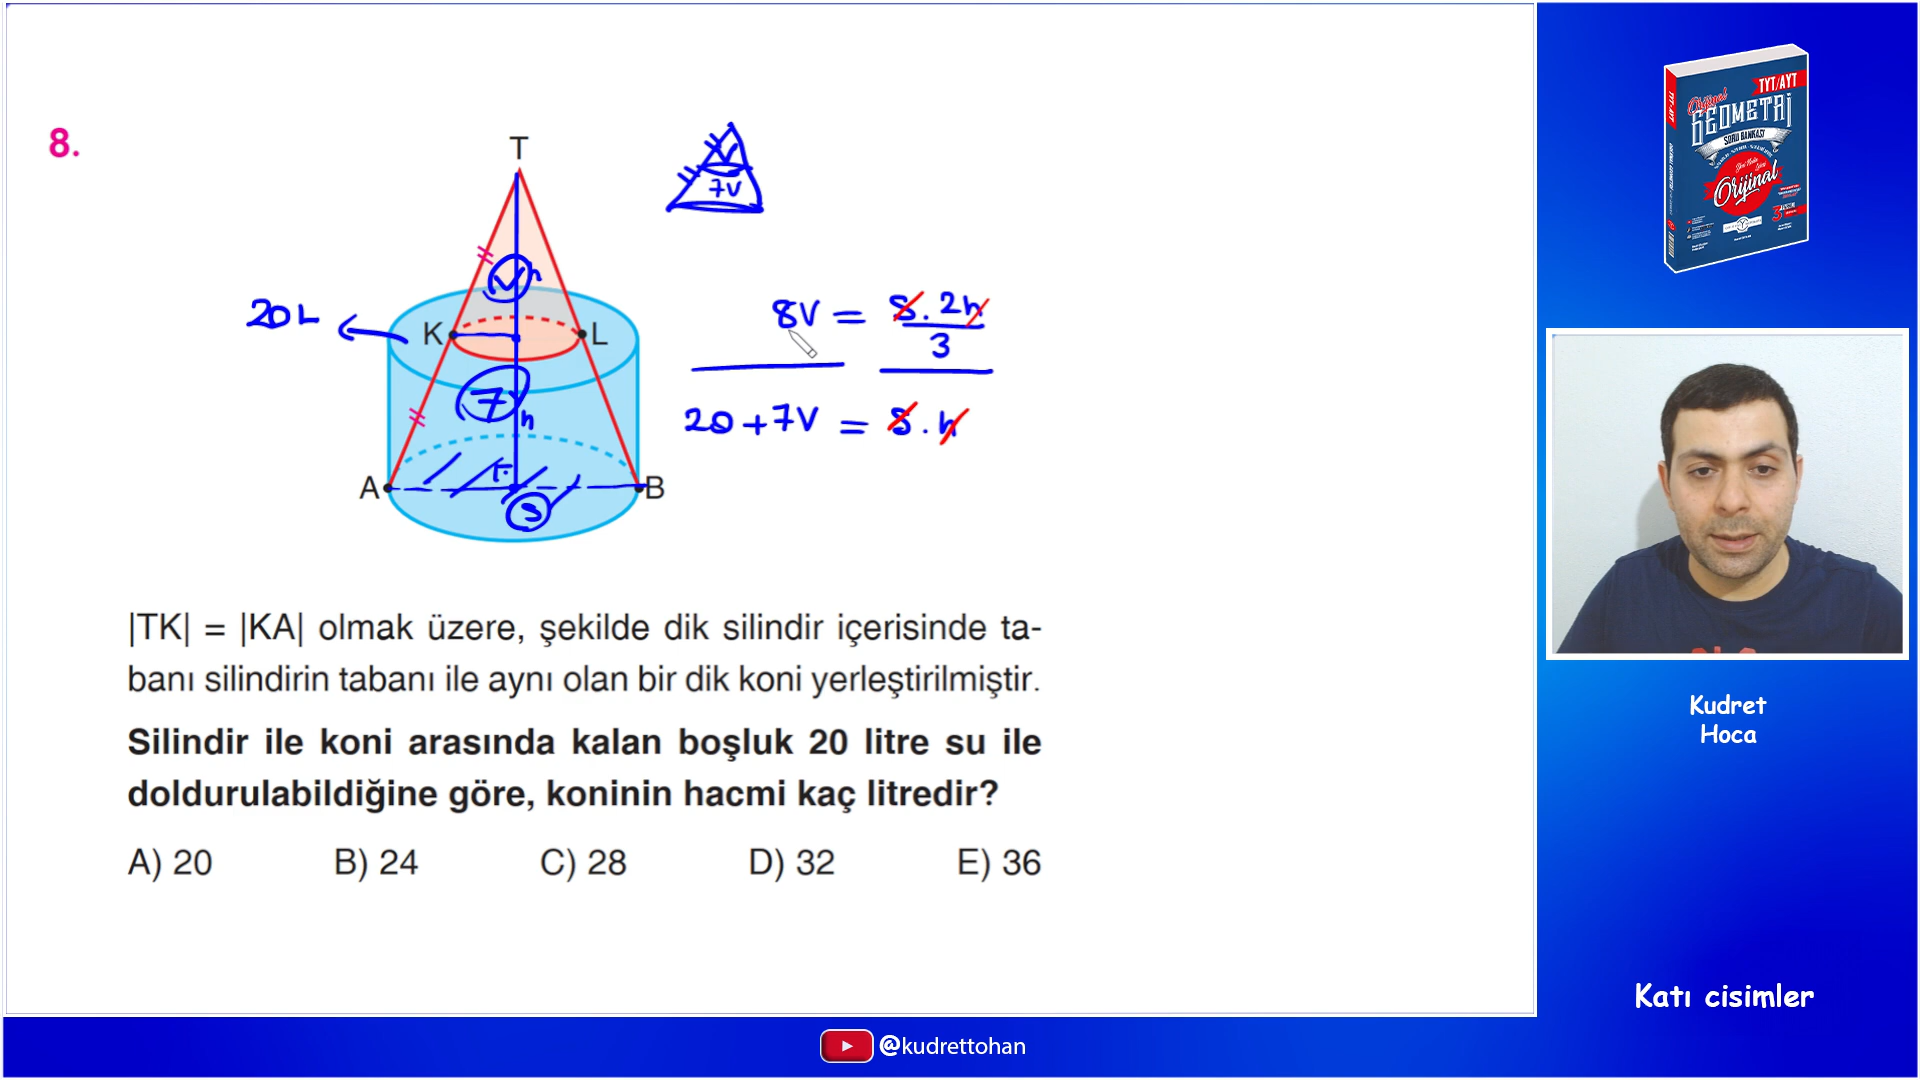 8.
T
V
7V
h
20L
K
L
8V = S.2h
3
7
h
20+7V = S.h
A
r
B
S
|TK| = |KA| olmak üzere, şekilde dik silindir içerisinde ta-
banı silindirin tabanı ile aynı olan bir dik koni yerleştirilmiştir.
Silindir ile koni arasında kalan boşluk 20 litre su ile
doldurulabildiğine göre, koninin hacmi kaç litredir?
A) 20 B) 24 C) 28 D) 32 E) 36
TYT/AYT
Orijinal
GEOMETRİ
SORU BANKASI
Orijinal
Kudret
Hoca
Katı cisimler
@kudrettohan